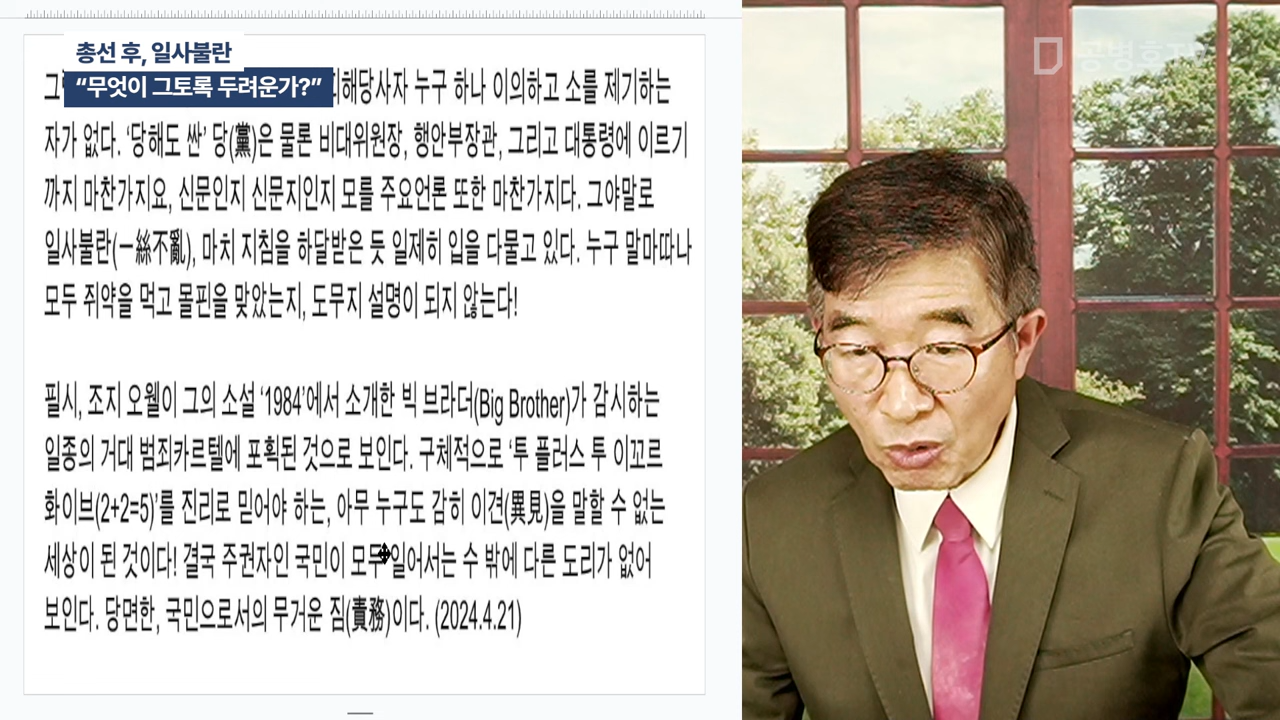 총선 후, 일사불란
“무엇이 그토록 두려운가?”
해당사자 누구 하나 이의하고 소를 제기하는
자가 없다. ‘당해도 싼’ 당(黨)은 물론 비대위원장, 행안부장관, 그리고 대통령에 이르기
까지 마찬가지요, 신문인지 신문지인지 모를 주요언론 또한 마찬가지다. 그야말로
일사불란(一絲不亂), 마치 지침을 하달받은 듯 일제히 입을 다물고 있다. 누구 말마따나
모두 쥐약을 먹고 몰핀을 맞았는지, 도무지 설명이 되지 않는다!
필시, 조지 오웰이 그의 소설 ‘1984’에서 소개한 빅 브라더(Big Brother)가 감시하는
일종의 거대 범죄카르텔에 포획된 것으로 보인다. 구체적으로 ‘투 플러스 투 이꼬르
화이브(2+2=5)’를 진리로 믿어야 하는, 아무 누구도 감히 이견(異見)을 말할 수 없는
세상이 된 것이다! 결국 주권자인 국민이 모두 일어서는 수 밖에 다른 도리가 없어
보인다. 당면한, 국민으로서의 무거운 짐(責務)이다. (2024.4.21)
공병호TV